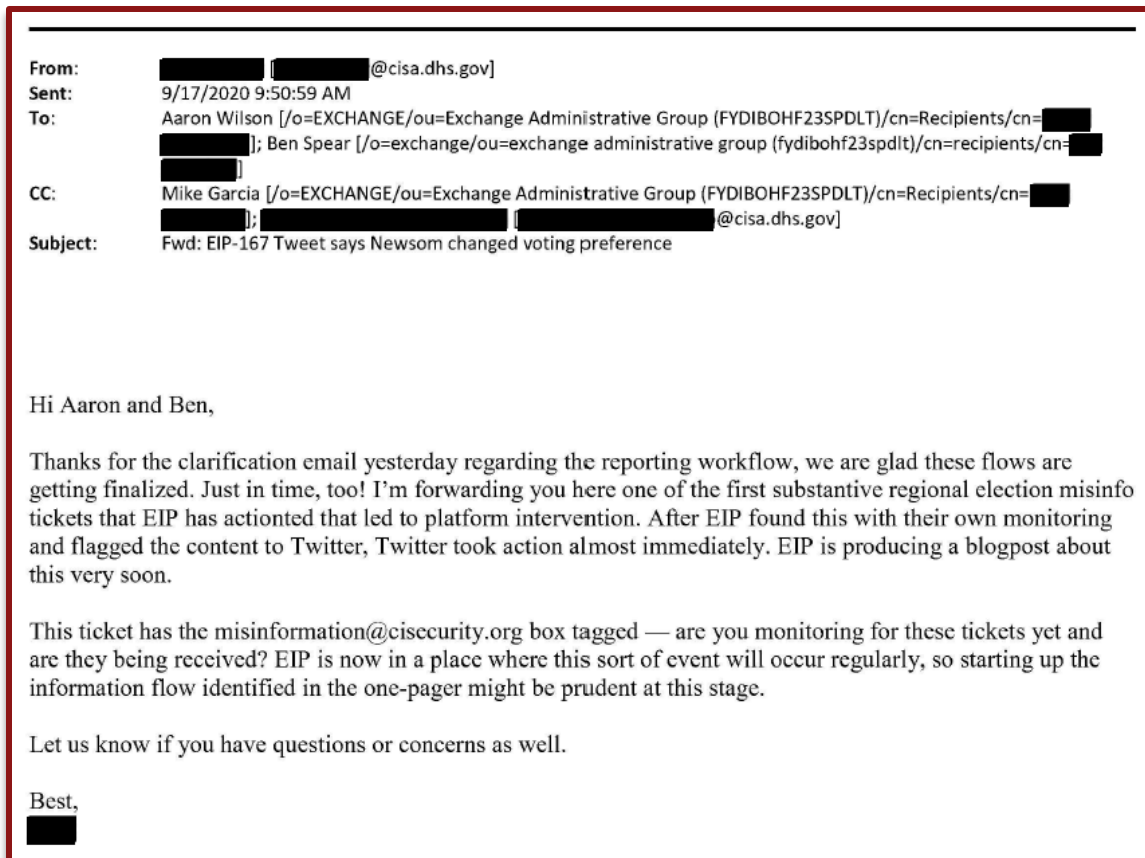 From: [ @cisa.dhs.gov]
Sent: 9/17/2020 9:50:59 AM
To: Aaron Wilson [/o=EXCHANGE/ou=Exchange Administrative Group (FYDIBOHF23SPDLT)/cn=Recipients/cn=
]; Ben Spear [/o=exchange/ou=exchange administrative group (fydibohf23spdlt)/cn=recipients/cn=
]
CC: Mike Garcia [/o=EXCHANGE/ou=Exchange Administrative Group (FYDIBOHF23SPDLT)/cn=Recipients/cn=
]; [ @cisa.dhs.gov]
Subject: Fwd: EIP-167 Tweet says Newsom changed voting preference
Hi Aaron and Ben,
Thanks for the clarification email yesterday regarding the reporting workflow, we are glad these flows are
getting finalized. Just in time, too! I'm forwarding you here one of the first substantive regional election misinfo
tickets that EIP has actionted that led to platform intervention. After EIP found this with their own monitoring
and flagged the content to Twitter, Twitter took action almost immediately. EIP is producing a blogpost about
this very soon.
This ticket has the misinformation@cisecurity.org box tagged — are you monitoring for these tickets yet and
are they being received? EIP is now in a place where this sort of event will occur regularly, so starting up the
information flow identified in the one-pager might be prudent at this stage.
Let us know if you have questions or concerns as well.
Best,